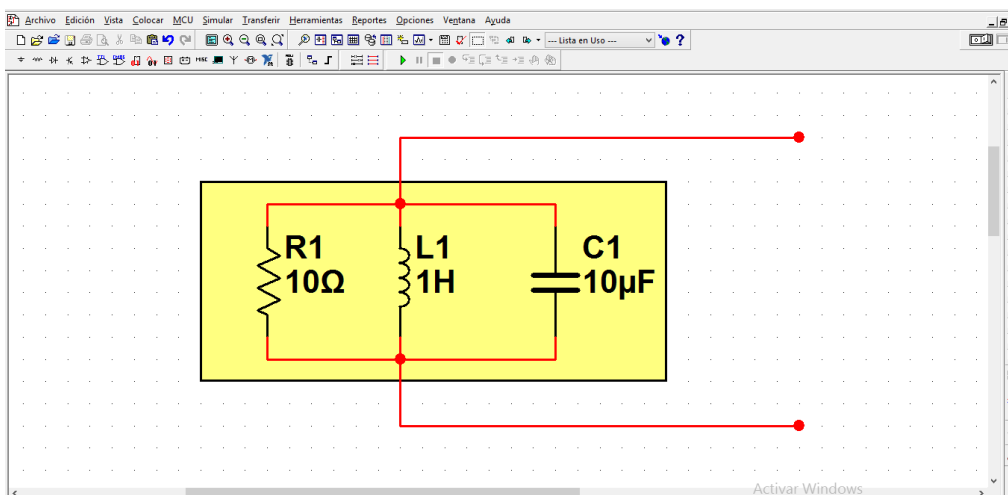 Archivo Edición Vista Colocar MCU Simular Transferir Herramientas Reportes Opciones Ventana Ayuda
--- Lista en Uso --- ?
MISC
R1
10Ω
L1
1H
C1
10µF
Activar Windows